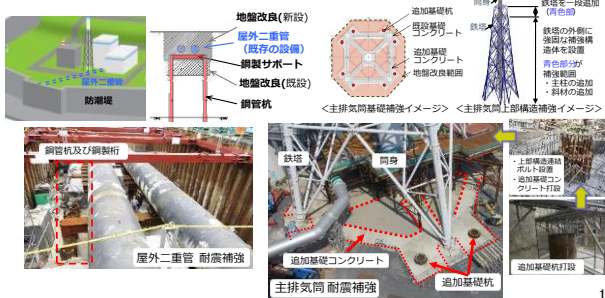 屋外二重管
防潮堤
地盤改良(新設)
屋外二重管
(既存の設備)
鋼製サポート
地盤改良(既設)
鋼管杭
追加基礎杭
既設基礎
コンクリート
追加基礎
コンクリート
地盤改良範囲
<主排気筒基礎補強イメージ>
筒身
鉄塔
鉄塔を一段追加
(青色部)
鉄塔の外側に
強固な補強構
造体を設置
青色部分が
補強範囲
・主柱の追加
・斜材の追加
<主排気筒上部構造補強イメージ>
鋼管杭及び鋼製桁
屋外二重管 耐震補強
鉄塔
筒身
追加基礎コンクリート
追加基礎杭
主排気筒 耐震補強
・上部構造連結
ボルト設置
・追加基礎コン
クリート打設
追加基礎杭打設
1